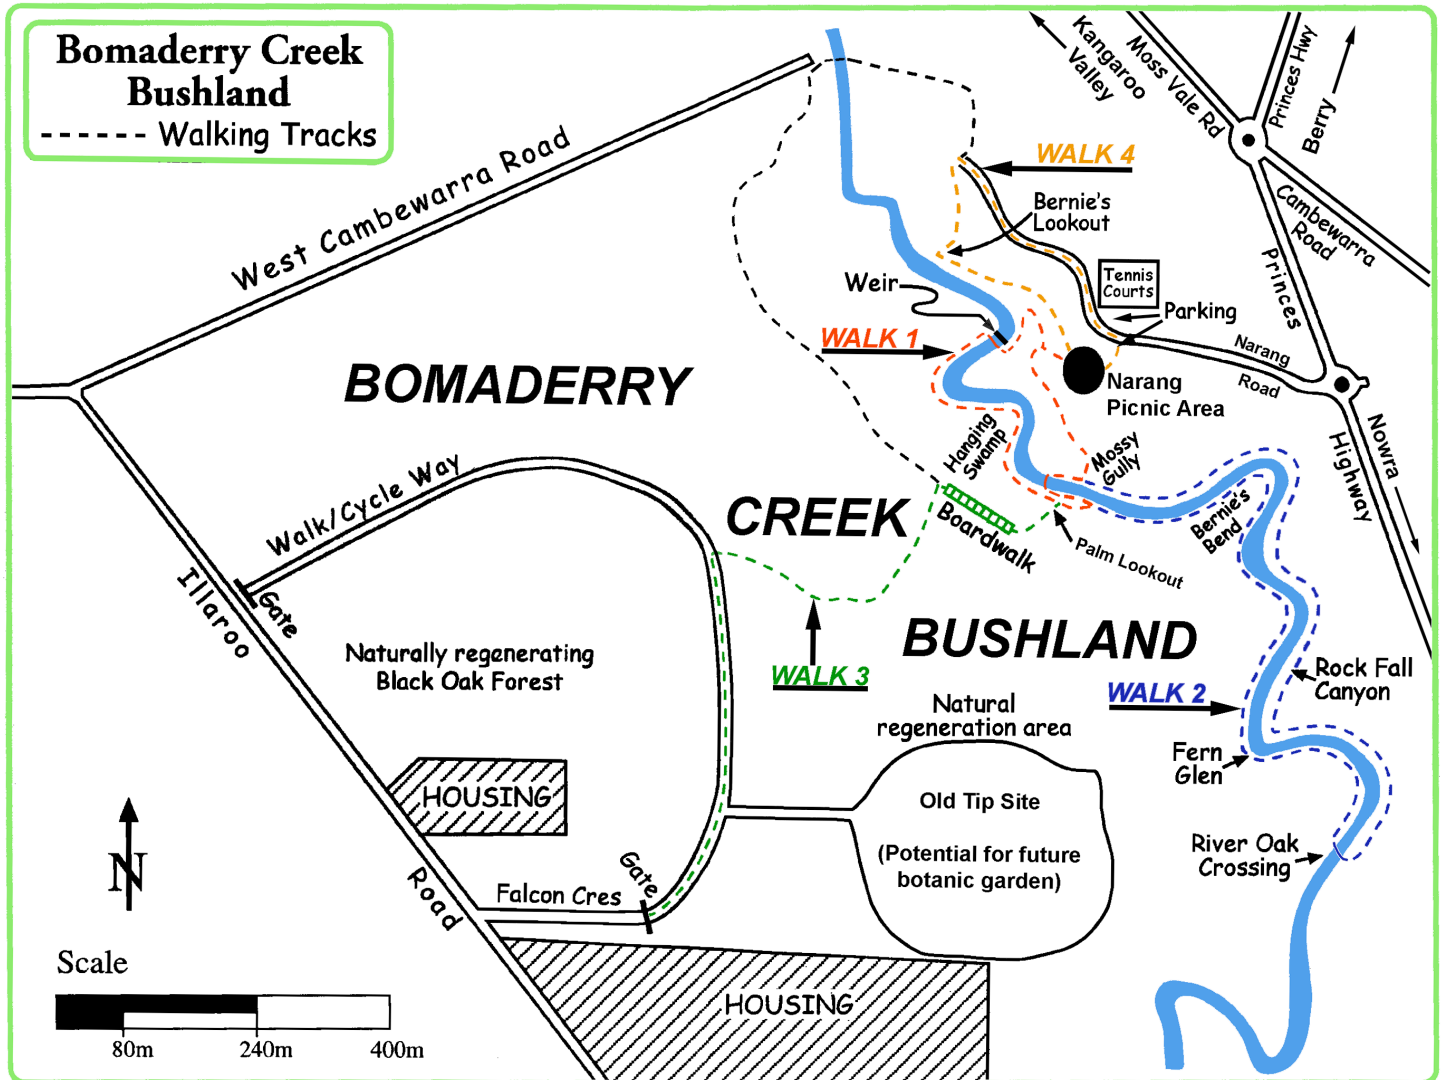 Bomaderry Creek
Bushland
Walking Tracks
Kangaroo
Valley
Moss Vale Rd
Princes Hwy
Berry
West Cambewarra Road
WALK 4
Bernie's
Lookout
Cambewarra
Road
Princes
Tennis
Courts
Weir
Parking
WALK 1
Narang
Road
BOMADERRY
Narang
Picnic Area
Nowra
Highway
Hanging
Swamp
Mossy
Gully
Walk/Cycle Way
CREEK
Boardwalk
Bernie's
Bend
Palm Lookout
Gate
Illaroo
Naturally regenerating
Black Oak Forest
BUSHLAND
WALK 3
WALK 2
Rock Fall
Canyon
Natural
regeneration area
Fern
Glen
HOUSING
Old Tip Site
(Potential for future
botanic garden)
River Oak
Crossing
N
Road
Gate
Falcon Cres
Scale
HOUSING
80m
240m
400m